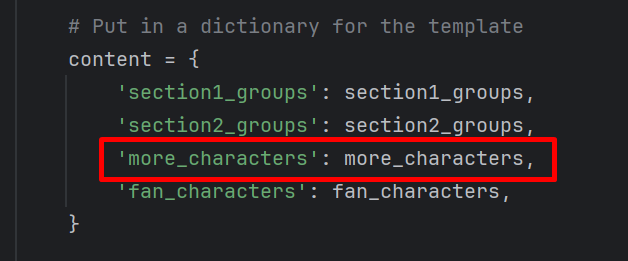 # Put in a dictionary for the template
content = {
'section1_groups': section1_groups,
'section2_groups': section2_groups,
'more_characters': more_characters,
'fan_characters': fan_characters,
}